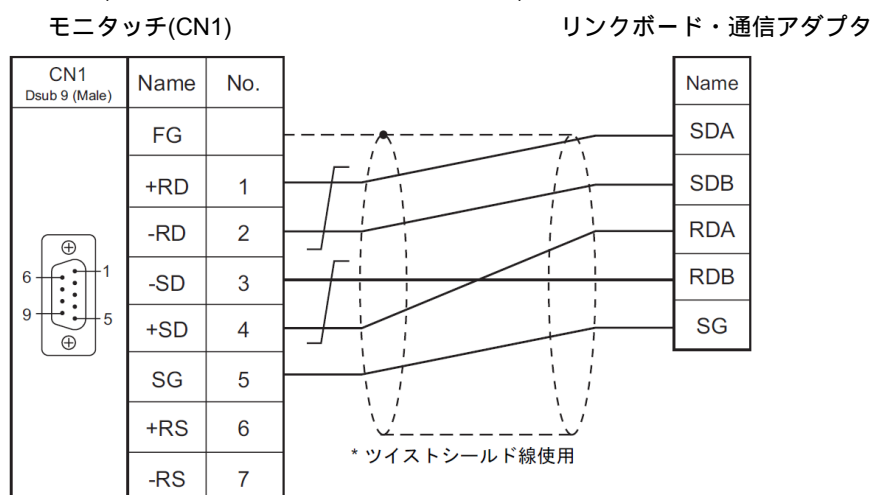 モニタッチ(CN1)
リンクボード・通信アダプタ
CN1
Dsub 9 (Male)
Name
No.
Name
FG
SDA
+RD
1
SDB
-RD
2
RDA
6
1
-SD
3
RDB
9
5
+SD
4
SG
SG
5
+RS
6
* ツイストシールド線使用
-RS
7